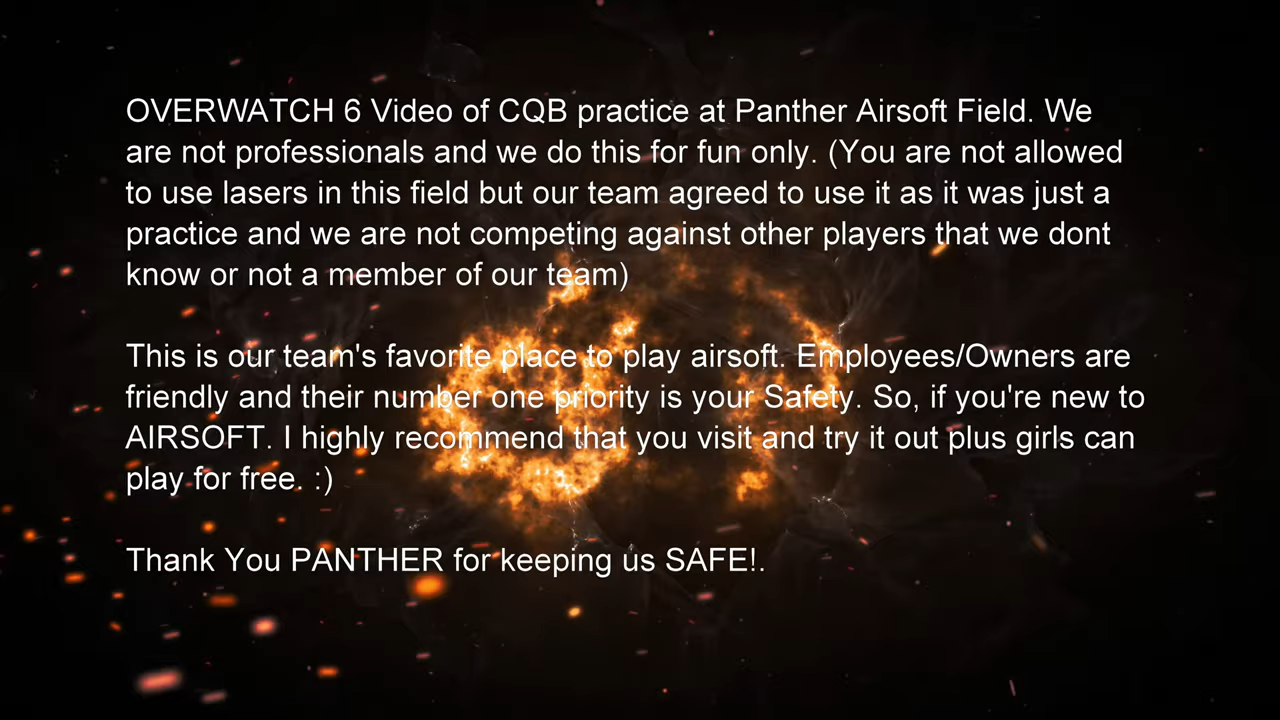 OVERWATCH 6 Video of CQB practice at Panther Airsoft Field. We
are not professionals and we do this for fun only. (You are not allowed
to use lasers in this field but our team agreed to use it as it was just a
practice and we are not competing against other players that we dont
know or not a member of our team)
This is our team's favorite place to play airsoft. Employees/Owners are
friendly and their number one priority is your Safety. So, if you're new to
AIRSOFT. I highly recommend that you visit and try it out plus girls can
play for free. :)
Thank You PANTHER for keeping us SAFE!.